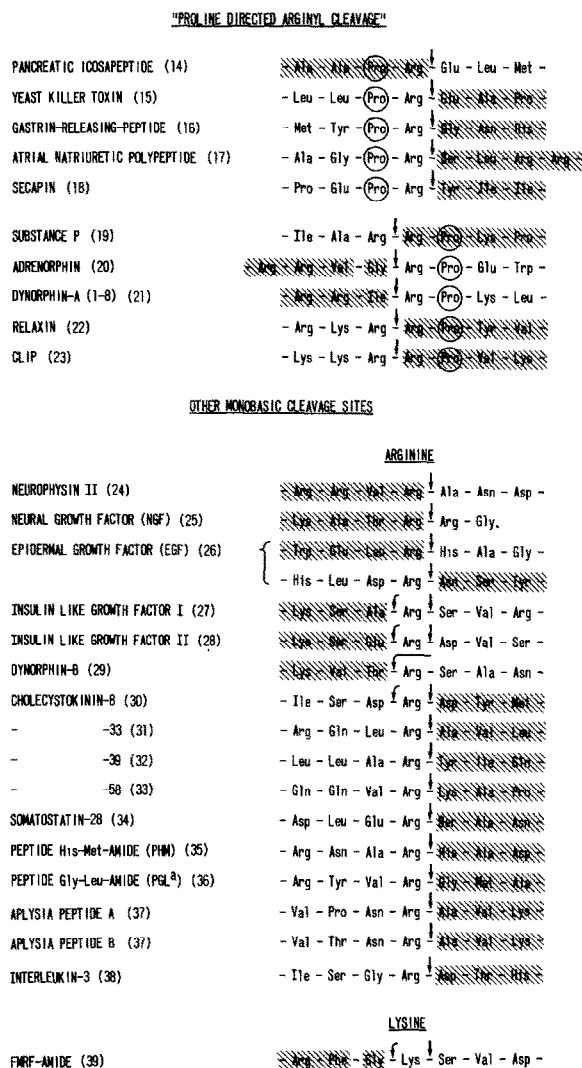 "PROLINE DIRECTED ARGINYL CLEAVAGE"
PANCREATIC ICOSAPEPTIDE (14) - Ala - Ala - Pro - Arg - Glu - Leu - Met -
YEAST KILLER TOXIN (15) - Leu - Leu - Pro - Arg - Glu - Ala - Pro -
GASTRIN-RELEASING-PEPTIDE (16) - Met - Tyr - Pro - Arg - Gly - Asn - His -
ATRIAL NATRIURETIC POLYPEPTIDE (17) - Ala - Gly - Pro - Arg - Ser - Leu - Arg - Arg -
SECAPIN (18) - Pro - Glu - Pro - Arg - Tyr - Ile - Ile -
SUBSTANCE P (19) - Ile - Ala - Arg - Arg - Pro - Lys - Pro -
ADRENORPHIN (20) - Arg - Arg - Val - Gly - Arg - Pro - Glu - Trp -
DYNORPHIN-A (1-8) (21) - Arg - Arg - Ile - Arg - Pro - Lys - Leu -
RELAXIN (22) - Arg - Lys - Arg - Arg - Pro - Tyr - Val -
CLIP (23) - Lys - Lys - Arg - Arg - Pro - Val - Lys -
OTHER MONOBASIC CLEAVAGE SITES
ARGININE
NEUROPHYSIN II (24) - Arg - Arg - Val - Arg - Ala - Asn - Asp -
NEURAL GROWTH FACTOR (NGF) (25) - Lys - Ala - Thr - Arg - Arg - Gly.
EPIDERMAL GROWTH FACTOR (EGF) (26) - Trp - Glu - Leu - Arg - His - Ala - Gly -
- His - Leu - Asp - Arg - Asn - Ser - Tyr -
INSULIN LIKE GROWTH FACTOR I (27) - Lys - Ser - Ala - Arg - Ser - Val - Arg -
INSULIN LIKE GROWTH FACTOR II (28) - Lys - Ser - Glu - Arg - Asp - Val - Ser -
DYNORPHIN-B (29) - Lys - Val - Thr - Arg - Ser - Ala - Asn -
CHOLECYSTOKININ-8 (30) - Ile - Ser - Asp - Arg - Asp - Tyr - Met -
- -33 (31) - Arg - Gln - Leu - Arg - Ala - Val - Leu -
- -39 (32) - Leu - Leu - Ala - Arg - Tyr - Ile - Gln -
- -58 (33) - Gln - Gln - Val - Arg - Lys - Ala - Pro -
SOMATOSTATIN-28 (34) - Asp - Leu - Glu - Arg - Ser - Ala - Asn -
PEPTIDE His-Met-AMIDE (PHM) (35) - Arg - Asn - Ala - Arg - His - Ala - Asp -
PEPTIDE Gly-Leu-AMIDE (PGLa) (36) - Arg - Tyr - Val - Arg - Gly - Met - Ala -
APLYSIA PEPTIDE A (37) - Val - Pro - Asn - Arg - Ala - Val - Lys -
APLYSIA PEPTIDE B (37) - Val - Thr - Asn - Arg - Ala - Val - Lys -
INTERLEUKIN-3 (38) - Ile - Ser - Gly - Arg - Asp - Thr - His -
LYSINE
FMRF-AMIDE (39) - Arg - Phe - Gly - Lys - Ser - Val - Asp -